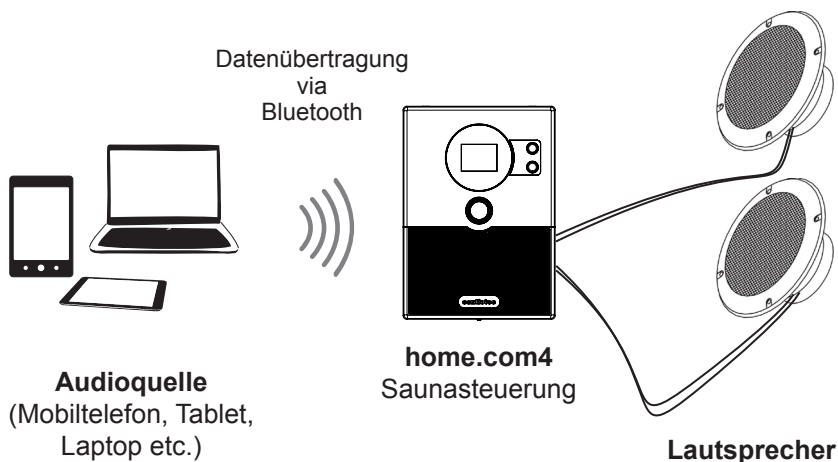 Datenübertragung
via
Bluetooth
home.com4
Saunasteuerung
Audioquelle
(Mobiltelefon, Tablet,
Laptop etc.)
Lautsprecher